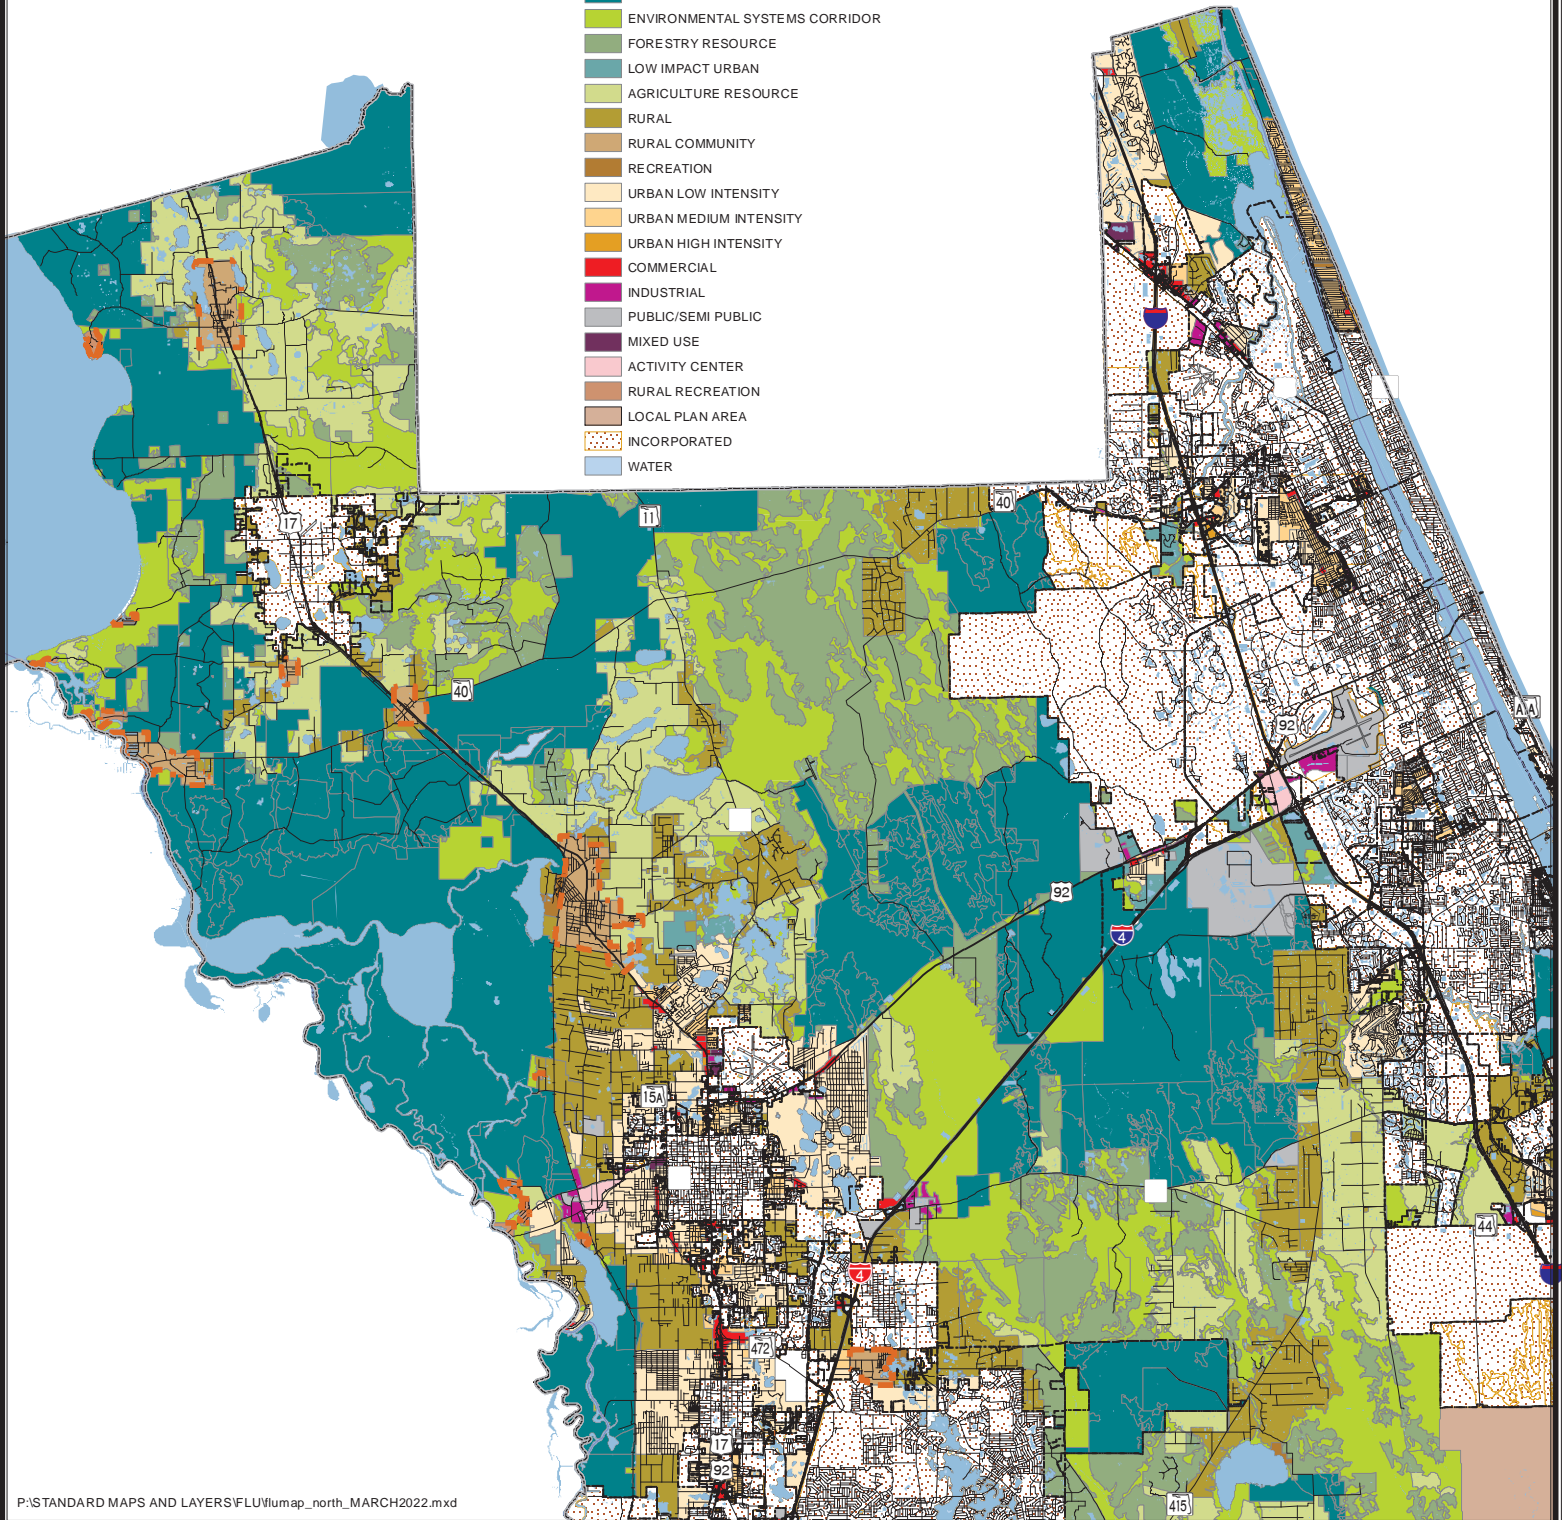 ENVIRONMENTAL SYSTEMS CORRIDOR
FORESTRY RESOURCE
LOW IMPACT URBAN
AGRICULTURE RESOURCE
RURAL
RURAL COMMUNITY
RECREATION
URBAN LOW INTENSITY
URBAN MEDIUM INTENSITY
URBAN HIGH INTENSITY
COMMERCIAL
INDUSTRIAL
PUBLIC/SEMI PUBLIC
MIXED USE
ACTIVITY CENTER
RURAL RECREATION
LOCAL PLAN AREA
INCORPORATED
WATER
40
11
17
40
A1A
92
92
4
15A
44
4
472
17
92
415
P:\STANDARD MAPS AND LAYERS\FLU\flumap_north_MARCH2022.mxd